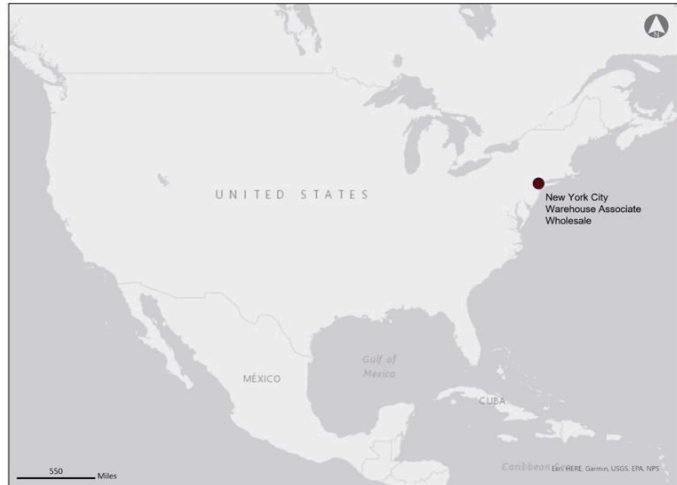 N
UNITED STATES
New York City
Warehouse Associate
Wholesale
Gulf of
Mexico
MÉXICO
CUBA
550
Miles
Caribbean
Esri, HERE, Garmin, USGS, EPA, NPS